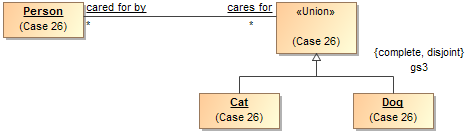 Person
(Case 26)
cared for by
cares for
*
*
«Union»
(Case 26)
{complete, disjoint}
gs3
Cat
(Case 26)
Dog
(Case 26)